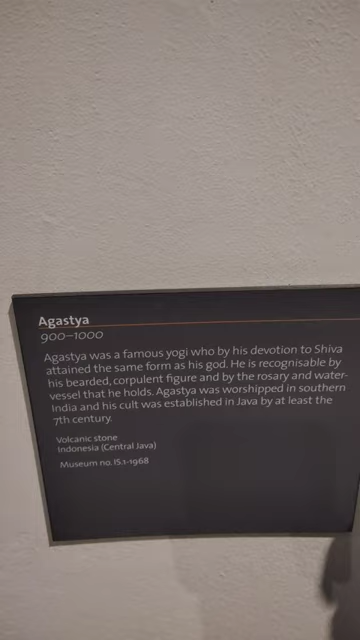 Agastya
900–1000
Agastya was a famous yogi who by his devotion to Shiva
attained the same form as his god. He is recognisable by
his bearded, corpulent figure and by the rosary and water-
vessel that he holds. Agastya was worshipped in southern
India and his cult was established in Java by at least the
7th century.
Volcanic stone
Indonesia (Central Java)
Museum no. IS.1-1968